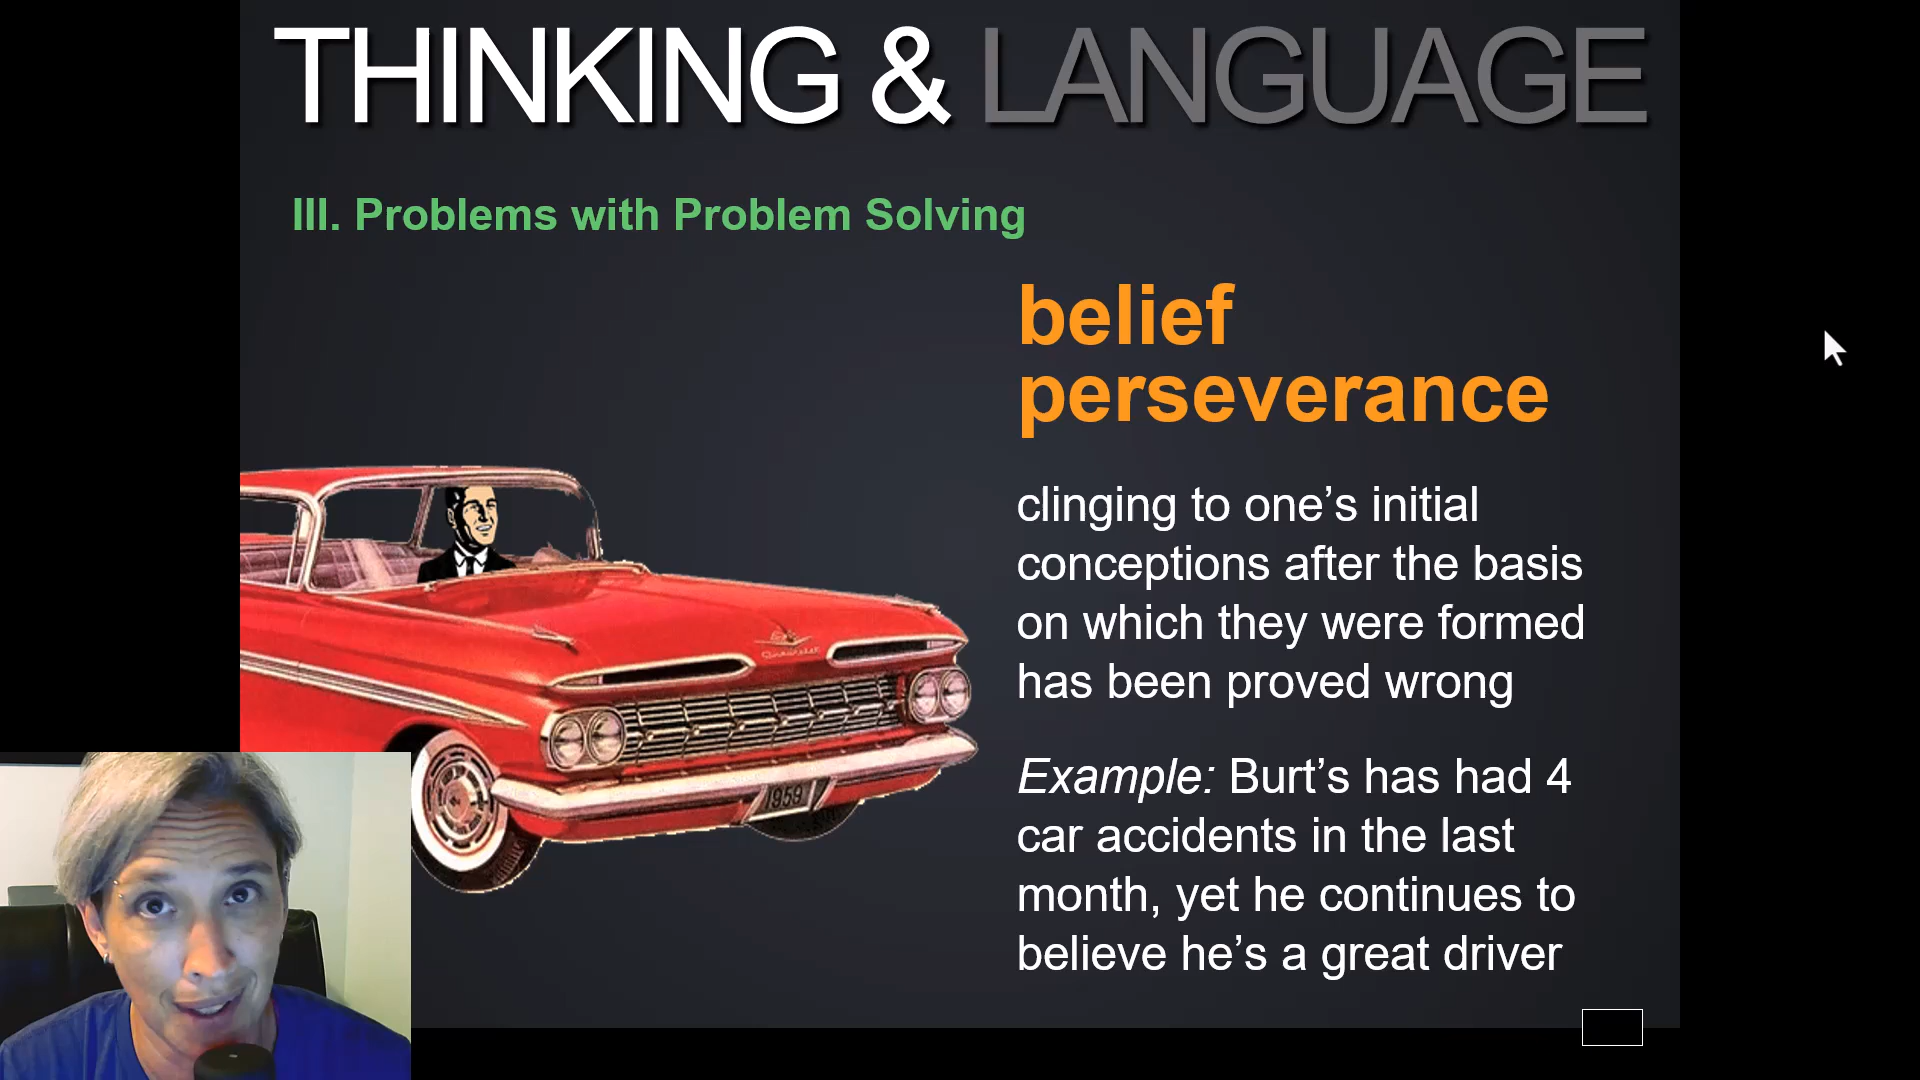 THINKING & LANGUAGE
III. Problems with Problem Solving
belief
perseverance
clinging to one’s initial
conceptions after the basis
on which they were formed
has been proved wrong
Example: Burt’s has had 4
car accidents in the last
month, yet he continues to
believe he’s a great driver
Chevrolet
1959